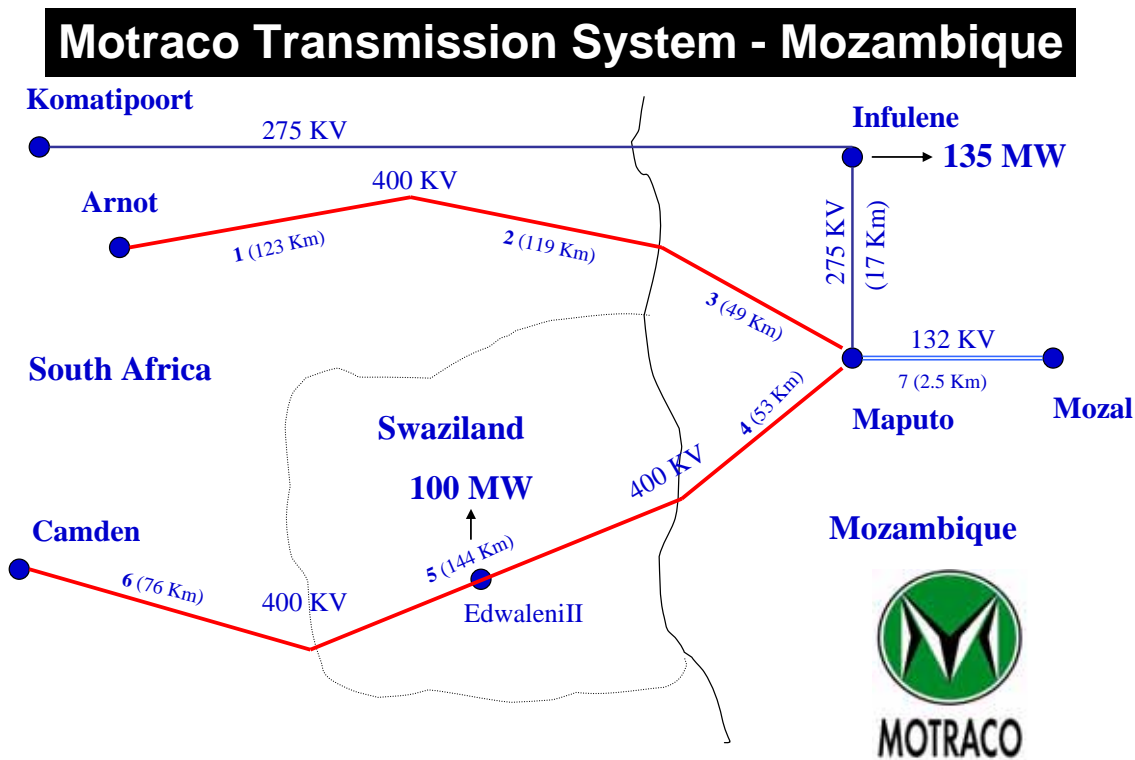 Motraco Transmission System - Mozambique
Komatipoort
275 KV
Infulene
135 MW
400 KV
Arnot
1 (123 Km)
2 (119 Km)
275 KV
(17 Km)
3 (49 Km)
132 KV
7 (2.5 Km)
South Africa
Mozal
Maputo
4 (53 Km)
Swaziland
400 KV
100 MW
Camden
Mozambique
5 (144 Km)
6 (76 Km)
400 KV
EdwaleniII
MOTRACO